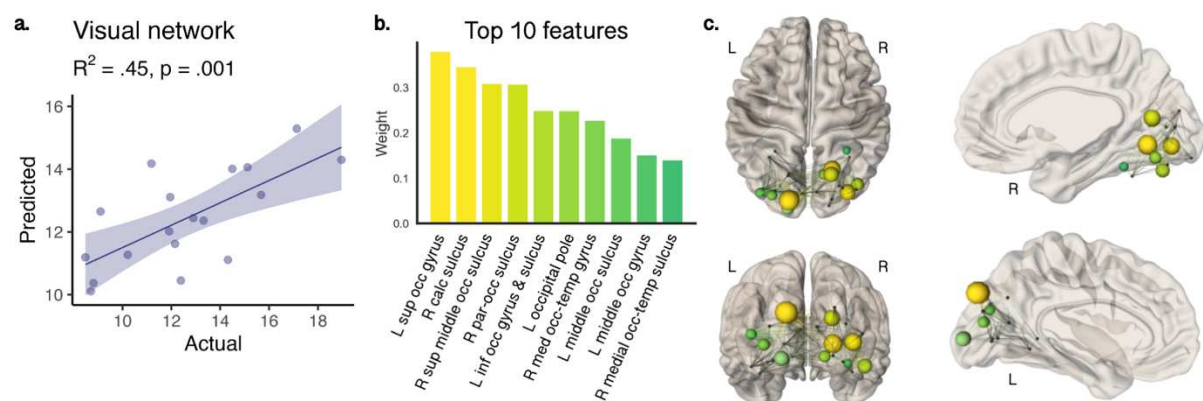 a.
Visual network
R² = .45, p = .001
Predicted
16
14
12
10
10
12
14
16
18
Actual
b.
Top 10 features
Weight
0.3
0.2
0.1
0.0
L sup occ gyrus
R calc sulcus
R sup middle occ sulcus
R par-occ sulcus
L inf occ gyrus & sulcus
L occipital pole
R med occ-temp gyrus
L middle occ sulcus
L middle occ gyrus
R medial occ-temp sulcus
c.
L
R
R
L
R
L